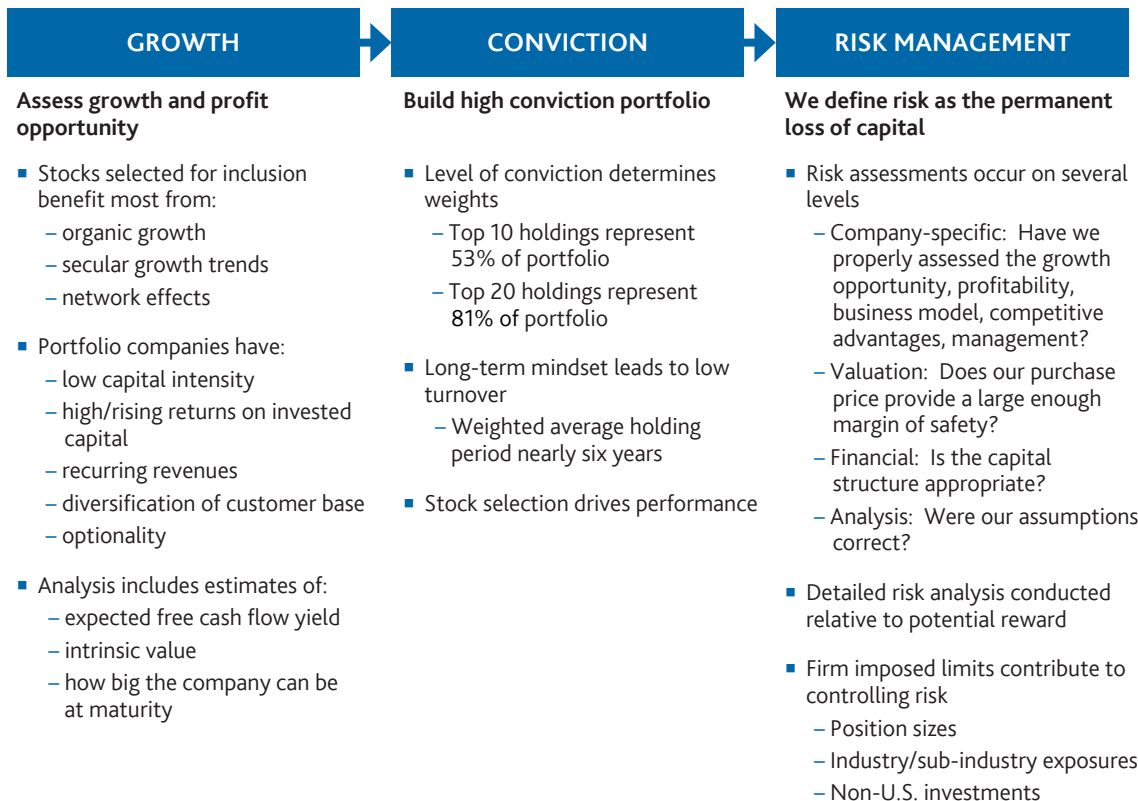 GROWTH
Assess growth and profit
opportunity
▪ Stocks selected for inclusion
benefit most from:
– organic growth
– secular growth trends
– network effects
▪ Portfolio companies have:
– low capital intensity
– high/rising returns on invested
capital
– recurring revenues
– diversification of customer base
– optionality
▪ Analysis includes estimates of:
– expected free cash flow yield
– intrinsic value
– how big the company can be
at maturity
CONVICTION
Build high conviction portfolio
▪ Level of conviction determines
weights
– Top 10 holdings represent
53% of portfolio
– Top 20 holdings represent
81% of portfolio
▪ Long-term mindset leads to low
turnover
– Weighted average holding
period nearly six years
▪ Stock selection drives performance
RISK MANAGEMENT
We define risk as the permanent
loss of capital
▪ Risk assessments occur on several
levels
– Company-specific: Have we
properly assessed the growth
opportunity, profitability,
business model, competitive
advantages, management?
– Valuation: Does our purchase
price provide a large enough
margin of safety?
– Financial: Is the capital
structure appropriate?
– Analysis: Were our assumptions
correct?
▪ Detailed risk analysis conducted
relative to potential reward
▪ Firm imposed limits contribute to
controlling risk
– Position sizes
– Industry/sub-industry exposures
– Non-U.S. investments